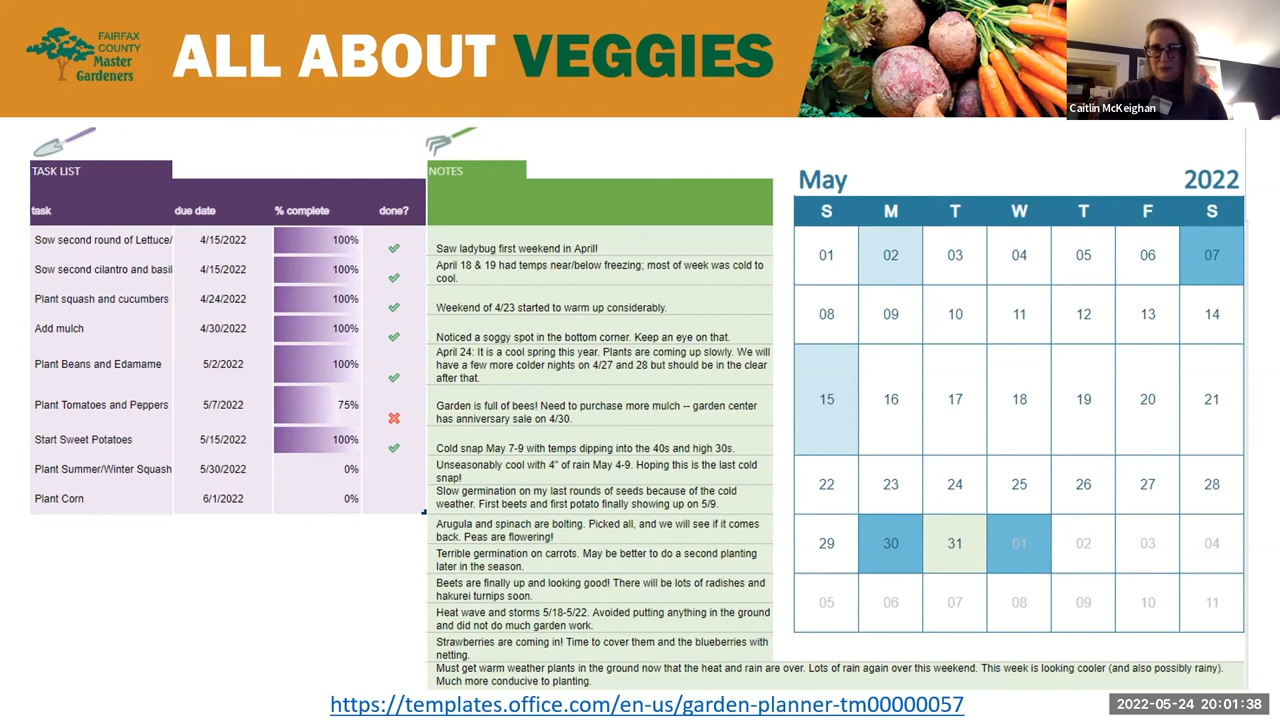 FAIRFAX
COUNTY
Master
Gardeners
ALL ABOUT VEGGIES
Caitlin McKeighan
TASK LIST
task due date % complete done?
Sow second round of Lettuce/ 4/15/2022 100%
Sow second cilantro and basil 4/15/2022 100%
Plant squash and cucumbers 4/24/2022 100%
Add mulch 4/30/2022 100%
Plant Beans and Edamame 5/2/2022 100%
Plant Tomatoes and Peppers 5/7/2022 75%
Start Sweet Potatoes 5/15/2022 100%
Plant Summer/Winter Squash 5/30/2022 0%
Plant Corn 6/1/2022 0%
NOTES
Saw ladybug first weekend in April!
April 18 & 19 had temps near/below freezing; most of week was cold to
cool.
Weekend of 4/23 started to warm up considerably.
Noticed a soggy spot in the bottom corner. Keep an eye on that.
April 24: It is a cool spring this year. Plants are coming up slowly. We will
have a few more colder nights on 4/27 and 28 but should be in the clear
after that.
Garden is full of bees! Need to purchase more mulch -- garden center
has anniversary sale on 4/30.
Cold snap May 7-9 with temps dipping into the 40s and high 30s.
Unseasonably cool with 4" of rain May 4-9. Hoping this is the last cold
snap!
Slow germination on my last rounds of seeds because of the cold
weather. First beets and first potato finally showing up on 5/9.
Arugula and spinach are bolting. Picked all, and we will see if it comes
back. Peas are flowering!
Terrible germination on carrots. May be better to do a second planting
later in the season.
Beets are finally up and looking good! There will be lots of radishes and
hakurei turnips soon.
Heat wave and storms 5/18-5/22. Avoided putting anything in the ground
and did not do much garden work.
Strawberries are coming in! Time to cover them and the blueberries with
netting.
Must get warm weather plants in the ground now that the heat and rain are over. Lots of rain again over this weekend. This week is looking cooler (and also possibly rainy).
Much more conducive to planting.
May 2022
S M T W T F S
01 02 03 04 05 06 07
08 09 10 11 12 13 14
15 16 17 18 19 20 21
22 23 24 25 26 27 28
29 30 31 01 02 03 04
05 06 07 08 09 10 11
https://templates.office.com/en-us/garden-planner-tm00000057
2022-05-24 20:01:38